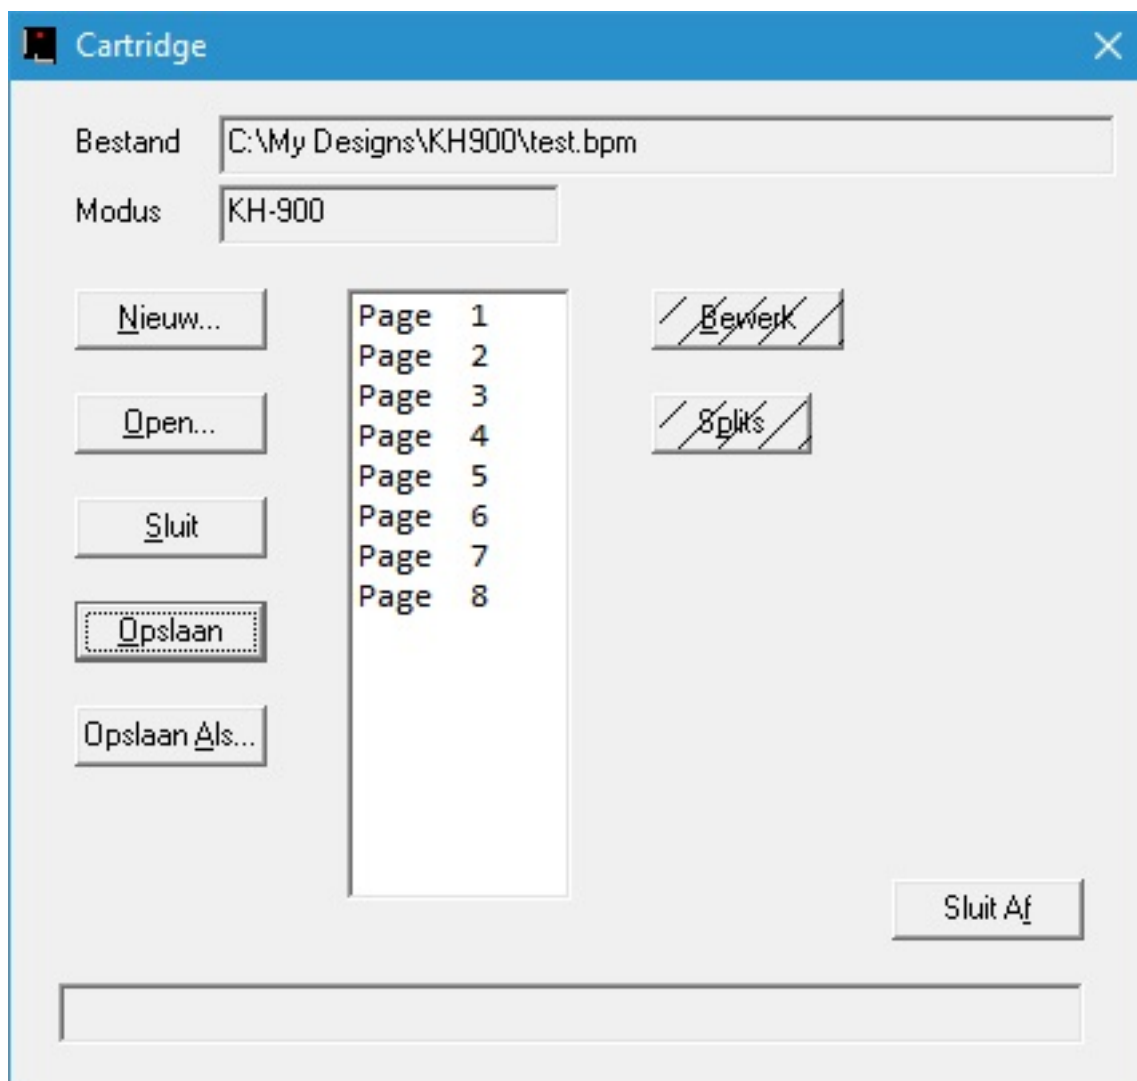 Cartridge
Bestand C:\My Designs\KH900\test.bpm
Modus KH-900
Nieuw...
Open...
Sluit
Opslaan
Opslaan Als...
Page 1
Page 2
Page 3
Page 4
Page 5
Page 6
Page 7
Page 8
Bewerk
Splits
Sluit Af